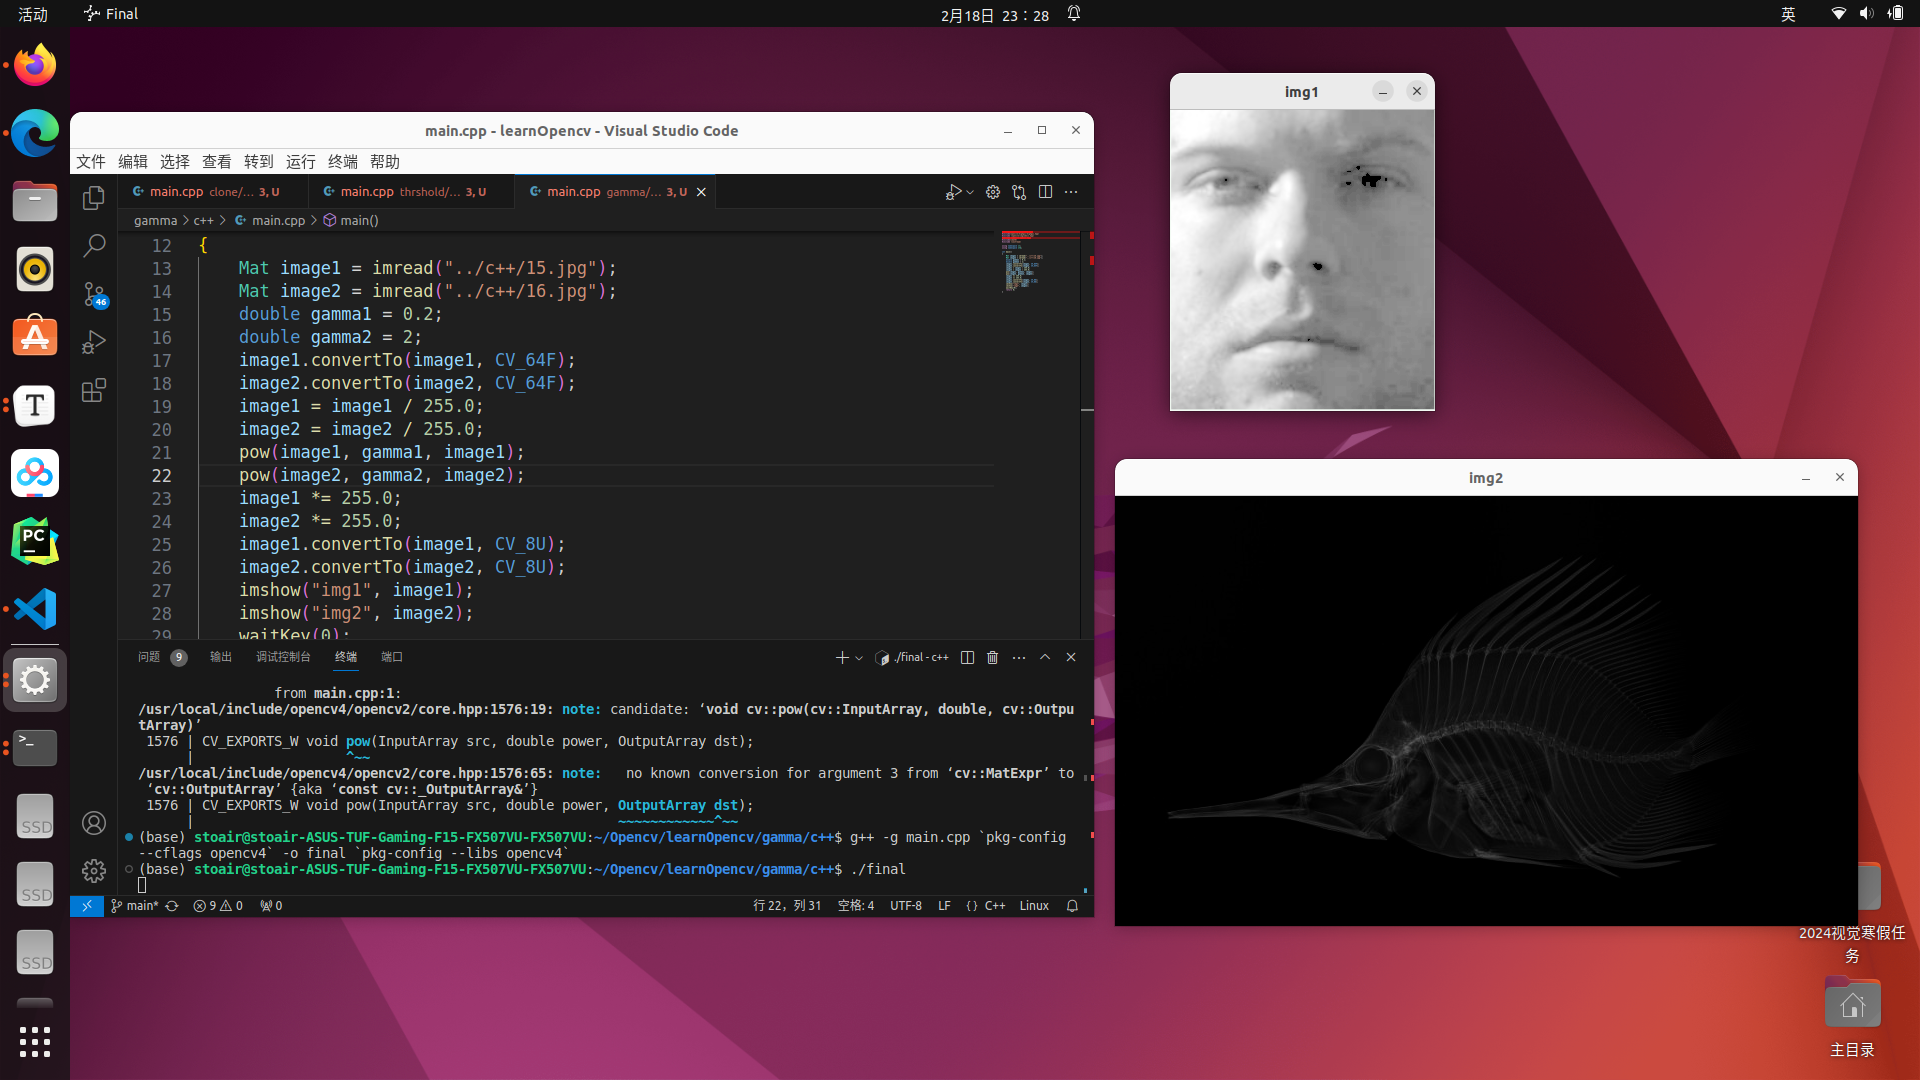 活动
Final
2月18日 23：28
英
main.cpp - learnOpencv - Visual Studio Code
文件 编辑 选择 查看 转到 运行 终端 帮助
main.cpp clone/... 3, U
main.cpp thrshold/... 3, U
main.cpp gamma/... 3, U
gamma > c++ > main.cpp > main()
12 {
13 Mat image1 = imread("../c++/15.jpg");
14 Mat image2 = imread("../c++/16.jpg");
15 double gamma1 = 0.2;
16 double gamma2 = 2;
17 image1.convertTo(image1, CV_64F);
18 image2.convertTo(image2, CV_64F);
19 image1 = image1 / 255.0;
20 image2 = image2 / 255.0;
21 pow(image1, gamma1, image1);
22 pow(image2, gamma2, image2);
23 image1 *= 255.0;
24 image2 *= 255.0;
25 image1.convertTo(image1, CV_8U);
26 image2.convertTo(image2, CV_8U);
27 imshow("img1", image1);
28 imshow("img2", image2);
29 waitKey(0);
46
问题 9 输出 调试控制台 终端 端口
./final - c++
from main.cpp:1:
/usr/local/include/opencv4/opencv2/core.hpp:1576:19: note: candidate: ‘void cv::pow(cv::InputArray, double, cv::Outpu
tArray)’
1576 | CV_EXPORTS_W void pow(InputArray src, double power, OutputArray dst);
| ^~~
/usr/local/include/opencv4/opencv2/core.hpp:1576:65: note: no known conversion for argument 3 from ‘cv::MatExpr’ to
‘cv::OutputArray’ {aka ‘const cv::_OutputArray&’}
1576 | CV_EXPORTS_W void pow(InputArray src, double power, OutputArray dst);
| ~~~~~~~~~~~~^~~
(base) stoair@stoair-ASUS-TUF-Gaming-F15-FX507VU-FX507VU:~/Opencv/learnOpencv/gamma/c++$ g++ -g main.cpp `pkg-config
--cflags opencv4` -o final `pkg-config --libs opencv4`
(base) stoair@stoair-ASUS-TUF-Gaming-F15-FX507VU-FX507VU:~/Opencv/learnOpencv/gamma/c++$ ./final
main* 9 0 0
行 22，列 31 空格: 4 UTF-8 LF {} C++ Linux
img1
img2
T
PC
>_
SSD
SSD
SSD
2024视觉寒假任
务
主目录